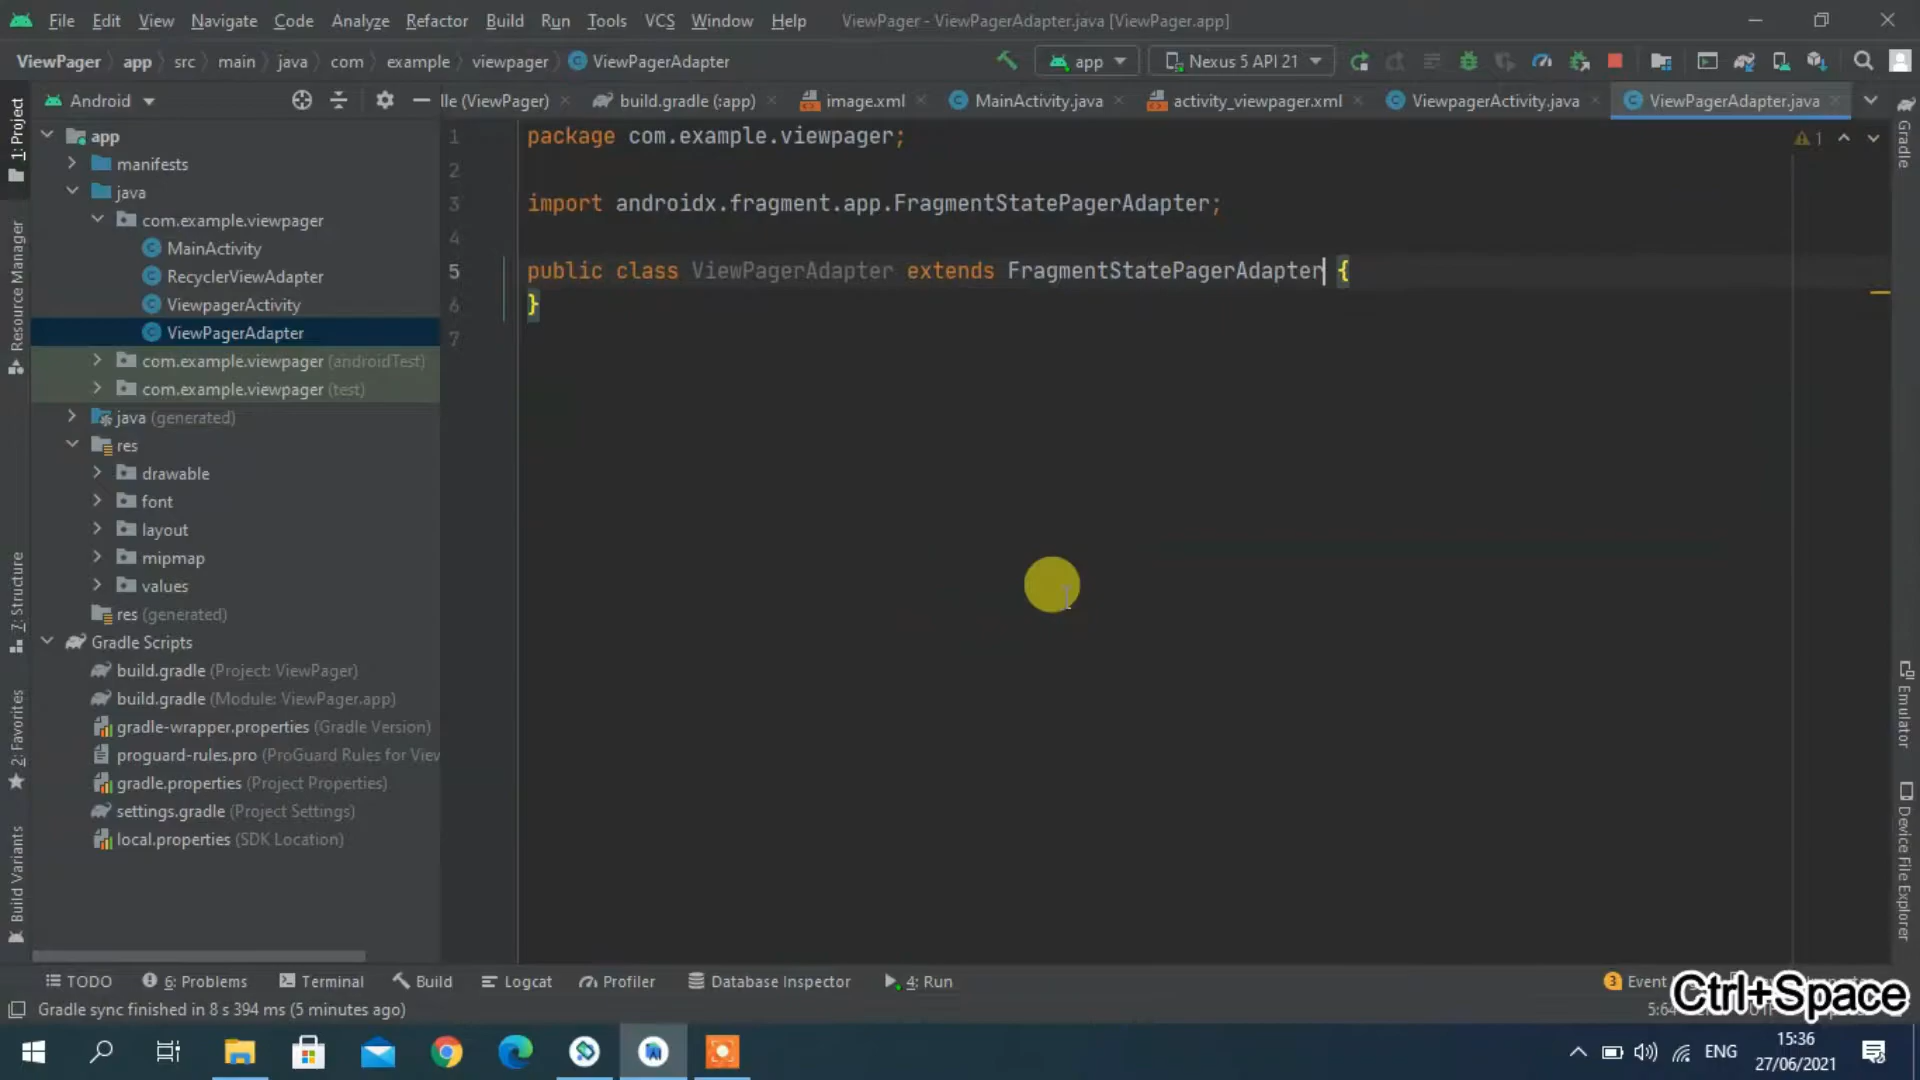 File Edit View Navigate Code Analyze Refactor Build Run Tools VCS Window Help ViewPager - ViewPagerAdapter.java [ViewPager.app]
ViewPager app src main java com example viewpager ViewPagerAdapter app Nexus 5 API 21
Android
lle (ViewPager) build.gradle (:app) image.xml MainActivity.java activity_viewpager.xml ViewpagerActivity.java ViewPagerAdapter.java
1: Project
Resource Manager
7: Structure
2: Favorites
Build Variants
app
manifests
java
com.example.viewpager
MainActivity
RecyclerViewAdapter
ViewpagerActivity
ViewPagerAdapter
com.example.viewpager (androidTest)
com.example.viewpager (test)
java (generated)
res
drawable
font
layout
mipmap
values
res (generated)
Gradle Scripts
build.gradle (Project: ViewPager)
build.gradle (Module: ViewPager.app)
gradle-wrapper.properties (Gradle Version)
proguard-rules.pro (ProGuard Rules for View
gradle.properties (Project Properties)
settings.gradle (Project Settings)
local.properties (SDK Location)
1 package com.example.viewpager;
2
3 import androidx.fragment.app.FragmentStatePagerAdapter;
4
5 public class ViewPagerAdapter extends FragmentStatePagerAdapter {
6 }
7
1
Gradle
Emulator
Device File Explorer
TODO 6: Problems Terminal Build Logcat Profiler Database Inspector 4: Run 3 Event
Gradle sync finished in 8 s 394 ms (5 minutes ago)
Ctrl+Space
ENG
15:36
27/06/2021